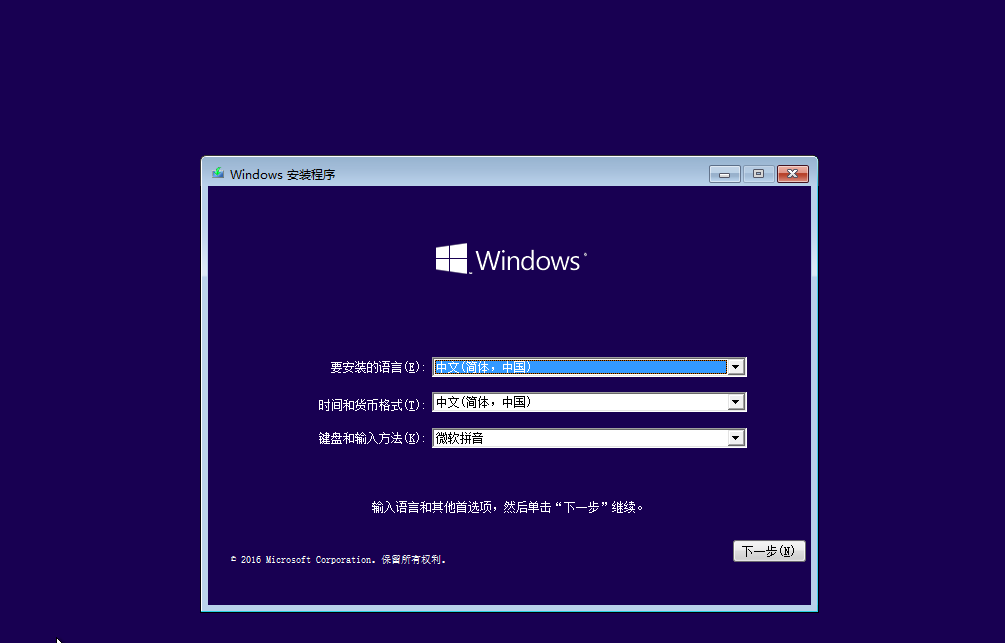 Windows 安装程序
Windows
要安装的语言(E): 中文(简体，中国)
时间和货币格式(T): 中文(简体，中国)
键盘和输入方法(K): 微软拼音
输入语言和其他首选项，然后单击“下一步”继续。
下一步(N)
© 2016 Microsoft Corporation。保留所有权利。